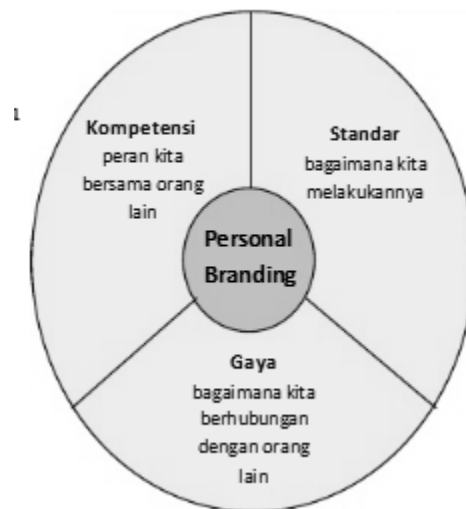 Kompetensi
peran kita
bersama orang
lain
Standar
bagaimana kita
melakukannya
Personal
Branding
Gaya
bagaimana kita
berhubungan
dengan orang
lain